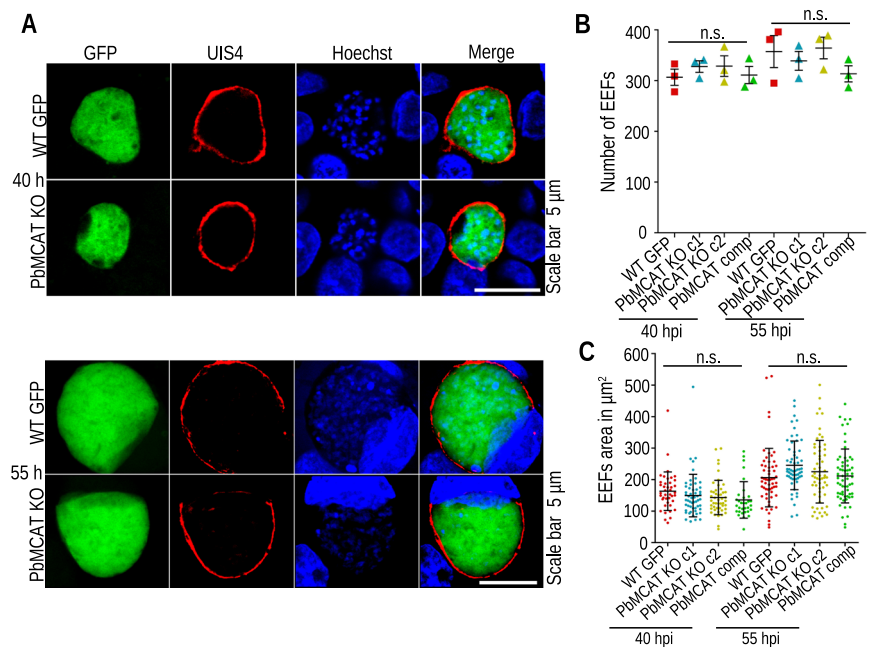 A
GFP UIS4 Hoechst Merge
WT GFP
40 h
PbMCAT KO
Scale bar 5 µm
WT GFP
55 h
PbMCAT KO
Scale bar 5 µm
B
n.s.
n.s.
Number of EEFs
400
300
200
300
100
0
WT GFP
PbMCAT KO c1
PbMCAT KO c2
PbMCAT comp
WT GFP
PbMCAT KO c1
PbMCAT KO c2
PbMCAT comp
40 hpi 55 hpi
C
n.s. n.s.
EEFs area in µm²
600
500
400
300
200
100
0
WT GFP
PbMCAT KO c1
PbMCAT KO c2
PbMCAT comp
WT GFP
PbMCAT KO c1
PbMCAT KO c2
PbMCAT comp
40 hpi 55 hpi